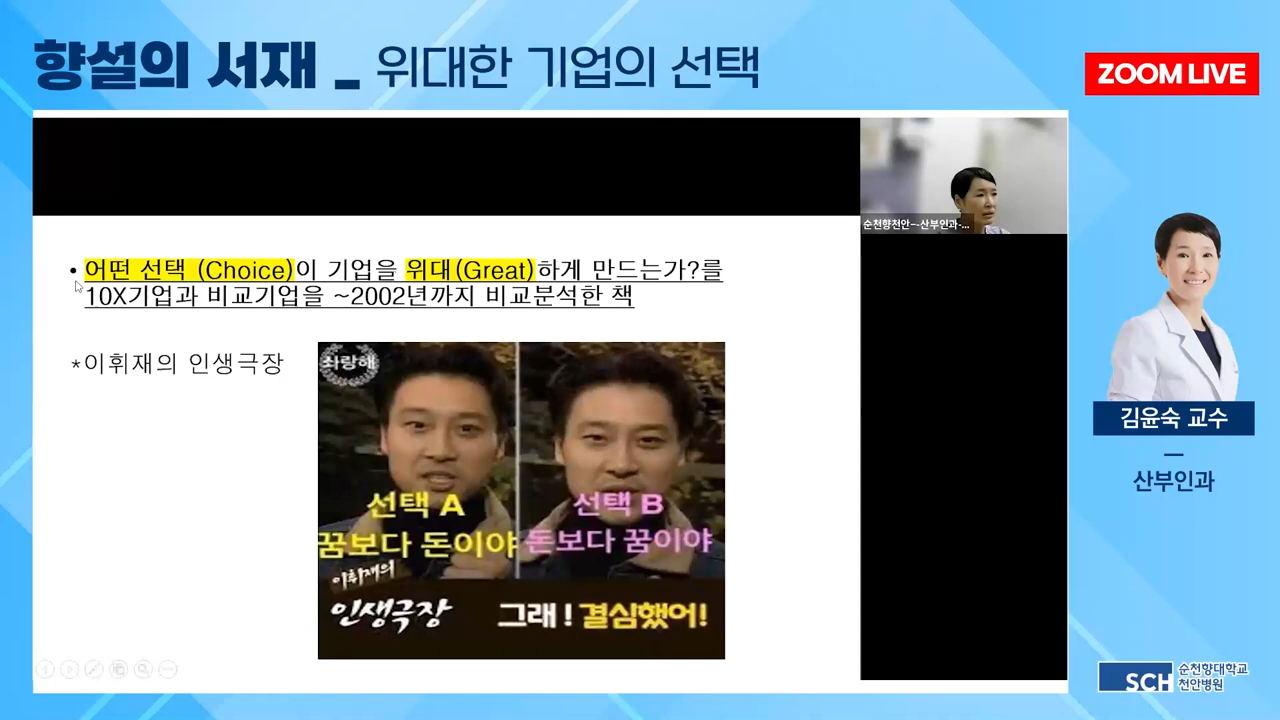 향설의 서재 _ 위대한 기업의 선택
ZOOM LIVE
순천향천안--산부인과-...
• 어떤 선택 (Choice)이 기업을 위대(Great)하게 만드는가?를
10X기업과 비교기업을 ~2002년까지 비교분석한 책
*이휘재의 인생극장
솨랑해
선택 A
꿈보다 돈이야
선택 B
돈보다 꿈이야
이휘재의
인생극장
그래! 결심했어!
김윤숙 교수
산부인과
SCH 순천향대학교
천안병원